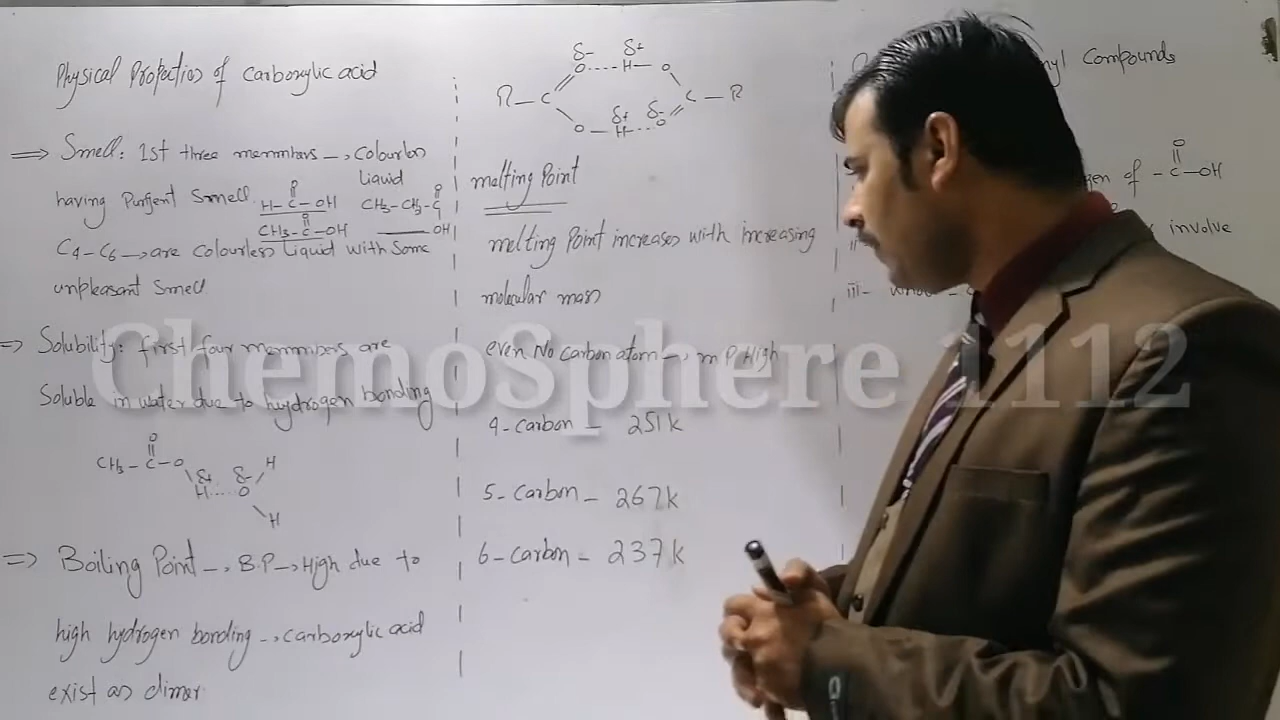 Physical Properties of Carboxylic acid
=> Smell: 1st three memmbers → Colourless
Liquid
having Purgent Smell
H-C-OH
O
CH3-C-OH
O
CH3-CH2-C
O
OH
C4-C6 → are Colourless Liquid with Some
unpleasant Smell
=> Solubility: first four memmbers are
Soluble in water due to hydrogen bonding
O
CH3-C-O
δ+ δ- H
H....O
H
=> Boiling Point → B.P → High due to
high hydrogen bonding → carboxylic acid
exist as dimer
δ- δ+
O....H-O
R-C C-R
δ+ δ-
O-H...O
melting Point
melting Point increases with increasing
molecular mass
even No Carbon atom → m.P High
4-Carbon - 251K
5-Carbon - 267K
6-Carbon - 237K
Compounds
O
of -C-OH
involve
iii-
ChemoSphere 1112